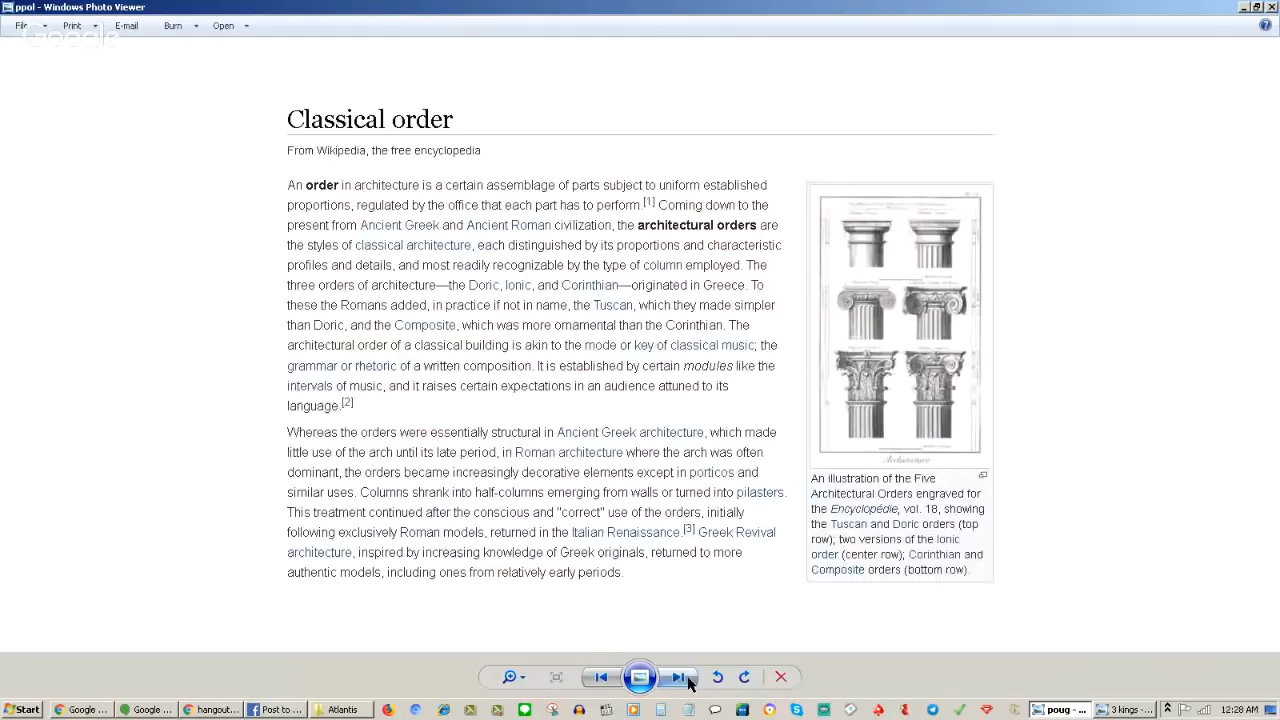 ppol - Windows Photo Viewer
File Print E-mail Burn Open
Google
Classical order
From Wikipedia, the free encyclopedia
An order in architecture is a certain assemblage of parts subject to uniform established
proportions, regulated by the office that each part has to perform.[1] Coming down to the
present from Ancient Greek and Ancient Roman civilization, the architectural orders are
the styles of classical architecture, each distinguished by its proportions and characteristic
profiles and details, and most readily recognizable by the type of column employed. The
three orders of architecture—the Doric, Ionic, and Corinthian—originated in Greece. To
these the Romans added, in practice if not in name, the Tuscan, which they made simpler
than Doric, and the Composite, which was more ornamental than the Corinthian. The
architectural order of a classical building is akin to the mode or key of classical music; the
grammar or rhetoric of a written composition. It is established by certain modules like the
intervals of music, and it raises certain expectations in an audience attuned to its
language.[2]
Whereas the orders were essentially structural in Ancient Greek architecture, which made
little use of the arch until its late period, in Roman architecture where the arch was often
dominant, the orders became increasingly decorative elements except in porticos and
similar uses. Columns shrank into half-columns emerging from walls or turned into pilasters.
This treatment continued after the conscious and "correct" use of the orders, initially
following exclusively Roman models, returned in the Italian Renaissance.[3] Greek Revival
architecture, inspired by increasing knowledge of Greek originals, returned to more
authentic models, including ones from relatively early periods.
Architecture
An illustration of the Five
Architectural Orders engraved for
the Encyclopédie, vol. 18, showing
the Tuscan and Doric orders (top
row); two versions of the Ionic
order (center row); Corinthian and
Composite orders (bottom row).
Start Google ... Google ... hangout... Post to ... Atlantis poug - ... 3 kings -... 12:28 AM